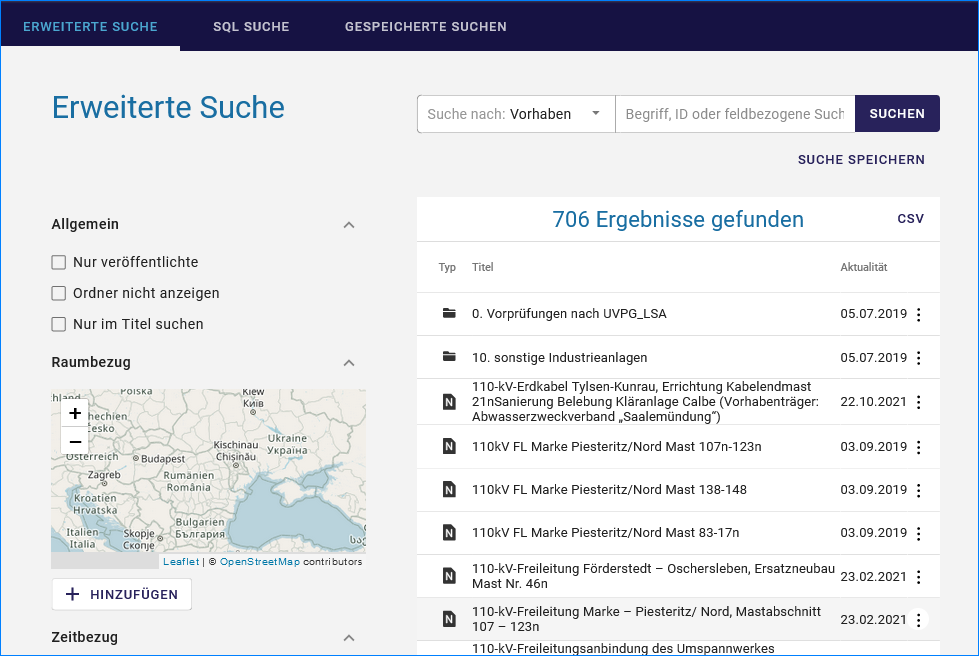 ERWEITERTE SUCHE
SQL SUCHE
GESPEICHERTE SUCHEN
Erweiterte Suche
Suche nach: Vorhaben
Begriff, ID oder feldbezogene Such
SUCHEN
SUCHE SPEICHERN
Allgemein
Nur veröffentlichte
Ordner nicht anzeigen
Nur im Titel suchen
Raumbezug
Polska
Kiew
Київ
+
−
Česko
Österreich
Budapest
Kischinau
Chișinău
Ukraine
Україна
Zagreb
Rumänien
România
Kroatien
Hrvatska
Bulgarien
България
Italien
Italia
Skopje
Скопје
Leaflet | © OpenStreetMap contributors
+ HINZUFÜGEN
Zeitbezug
706 Ergebnisse gefunden
CSV
Typ Titel Aktualität
0. Vorprüfungen nach UVPG_LSA 05.07.2019
10. sonstige Industrieanlagen 05.07.2019
110-kV-Erdkabel Tylsen-Kunrau, Errichtung Kabelendmast
21nSanierung Belebung Kläranlage Calbe (Vorhabenträger:
Abwasserzweckverband „Saalemündung“)
N
22.10.2021
N 110kV FL Marke Piesteritz/Nord Mast 107n-123n 03.09.2019
N 110kV FL Marke Piesteritz/Nord Mast 138-148 03.09.2019
N 110kV FL Marke Piesteritz/Nord Mast 83-17n 03.09.2019
110-kV-Freileitung Förderstedt – Oschersleben, Ersatzneubau
Mast Nr. 46n
N
23.02.2021
110-kV-Freileitung Marke – Piesteritz/ Nord, Mastabschnitt
107 – 123n
N
23.02.2021
110-kV-Freileitungsanbindung des Umspannwerkes